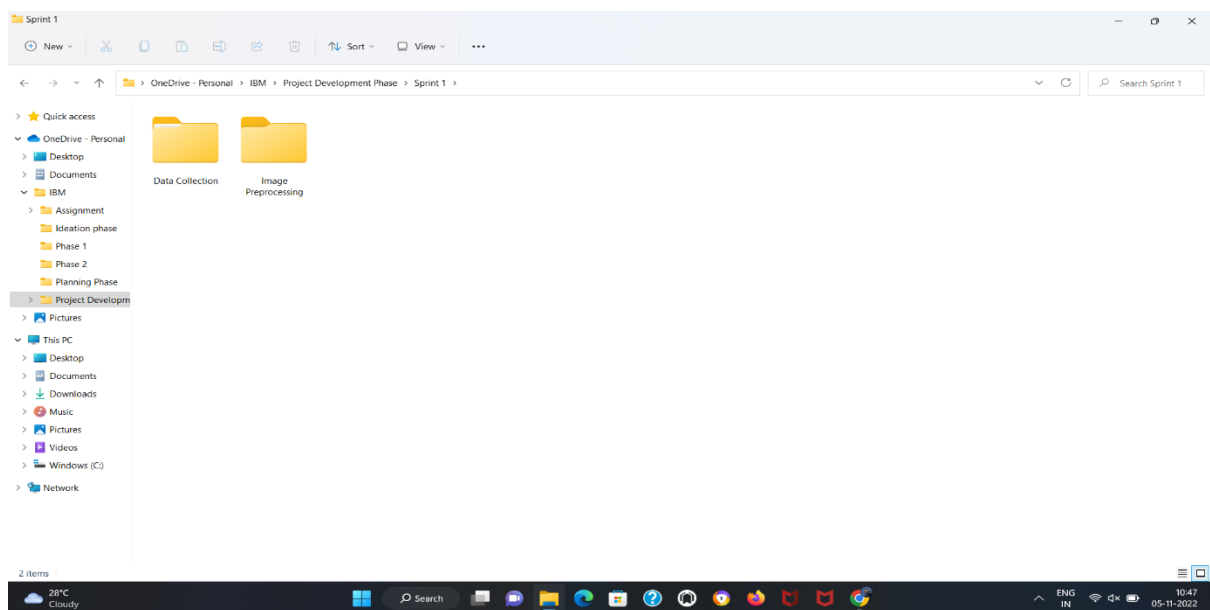 Sprint 1
New
Sort
View
OneDrive - Personal > IBM > Project Development Phase > Sprint 1 >
Search Sprint 1
Quick access
OneDrive - Personal
Desktop
Documents
IBM
Assignment
Ideation phase
Phase 1
Phase 2
Planning Phase
Project Developm
Pictures
This PC
Desktop
Documents
Downloads
Music
Pictures
Videos
Windows (C:)
Network
Data Collection
Image
Preprocessing
2 items
28°C
Cloudy
Search
ENG
IN
10:47
05-11-2022